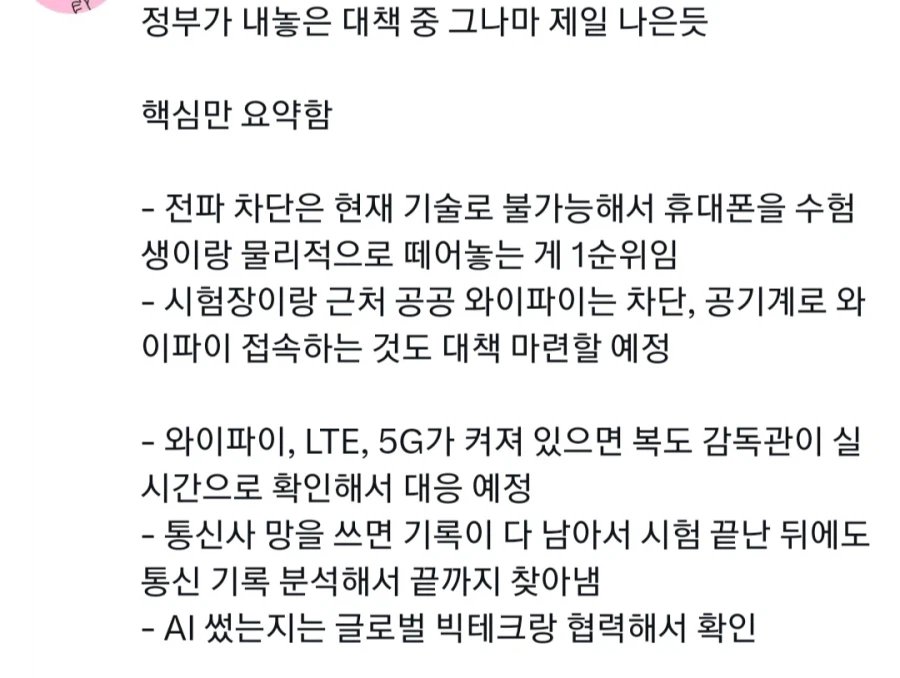 정부가 내놓은 대책 중 그나마 제일 나은듯
핵심만 요약함
- 전파 차단은 현재 기술로 불가능해서 휴대폰을 수험
생이랑 물리적으로 떼어놓는 게 1순위임
- 시험장이랑 근처 공공 와이파이는 차단, 공기계로 와
이파이 접속하는 것도 대책 마련할 예정
- 와이파이, LTE, 5G가 켜져 있으면 복도 감독관이 실
시간으로 확인해서 대응 예정
- 통신사 망을 쓰면 기록이 다 남아서 시험 끝난 뒤에도
통신 기록 분석해서 끝까지 찾아냄
- AI 썼는지는 글로벌 빅테크랑 협력해서 확인